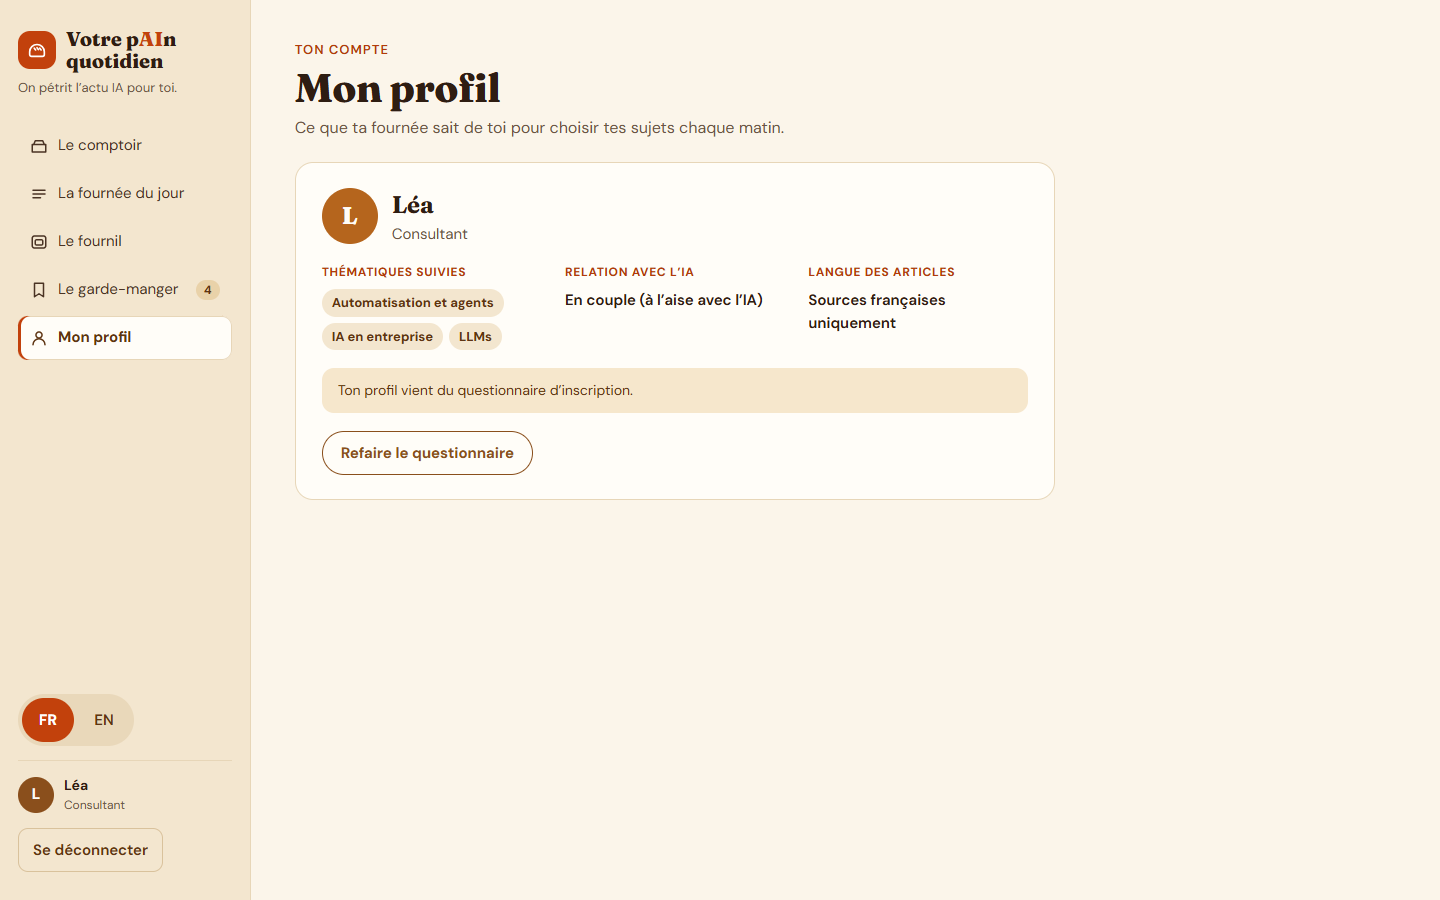 Votre pAIn
quotidien
On pétrit l’actu IA pour toi.
Le comptoir
La fournée du jour
Le fournil
Le garde-manger 4
Mon profil
FR EN
L
Léa
Consultant
Se déconnecter
TON COMPTE
Mon profil
Ce que ta fournée sait de toi pour choisir tes sujets chaque matin.
L
Léa
Consultant
THÉMATIQUES SUIVIES
Automatisation et agents
IA en entreprise LLMs
RELATION AVEC L’IA
En couple (à l’aise avec l’IA)
LANGUE DES ARTICLES
Sources françaises
uniquement
Ton profil vient du questionnaire d’inscription.
Refaire le questionnaire